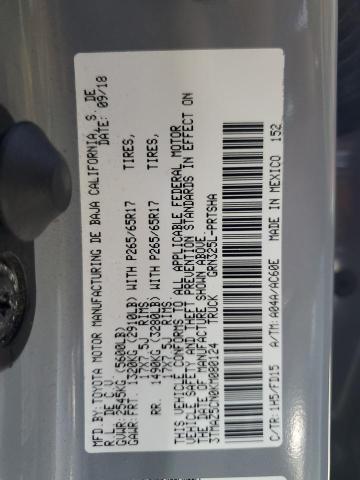 MFD.BY:TOYOTA MOTOR MANUFACTURING DE BAJA CALIFORNIA, S. DE
R.L. DE C.V. DATE: 09/18
GVWR: 2545KG (5600LB)
GAWR: FRT. 1320KG (2910LB) WITH P265/65R17 TIRES,
17X7.5J RIMS
RR. 1490KG (3280LB) WITH P265/65R17 TIRES,
17X7.5J RIMS
THIS VEHICLE CONFORMS TO ALL APPLICABLE FEDERAL MOTOR
VEHICLE SAFETY AND THEFT PREVENTION STANDARDS IN EFFECT ON
THE DATE OF MANUFACTURE SHOWN ABOVE.
3TMAZ5CN0KM080124 TRUCK GRN325L-PRTSHA
C/TR: 1H5/FD15 A/TM: A04A/AC60E MADE IN MEXICO 152